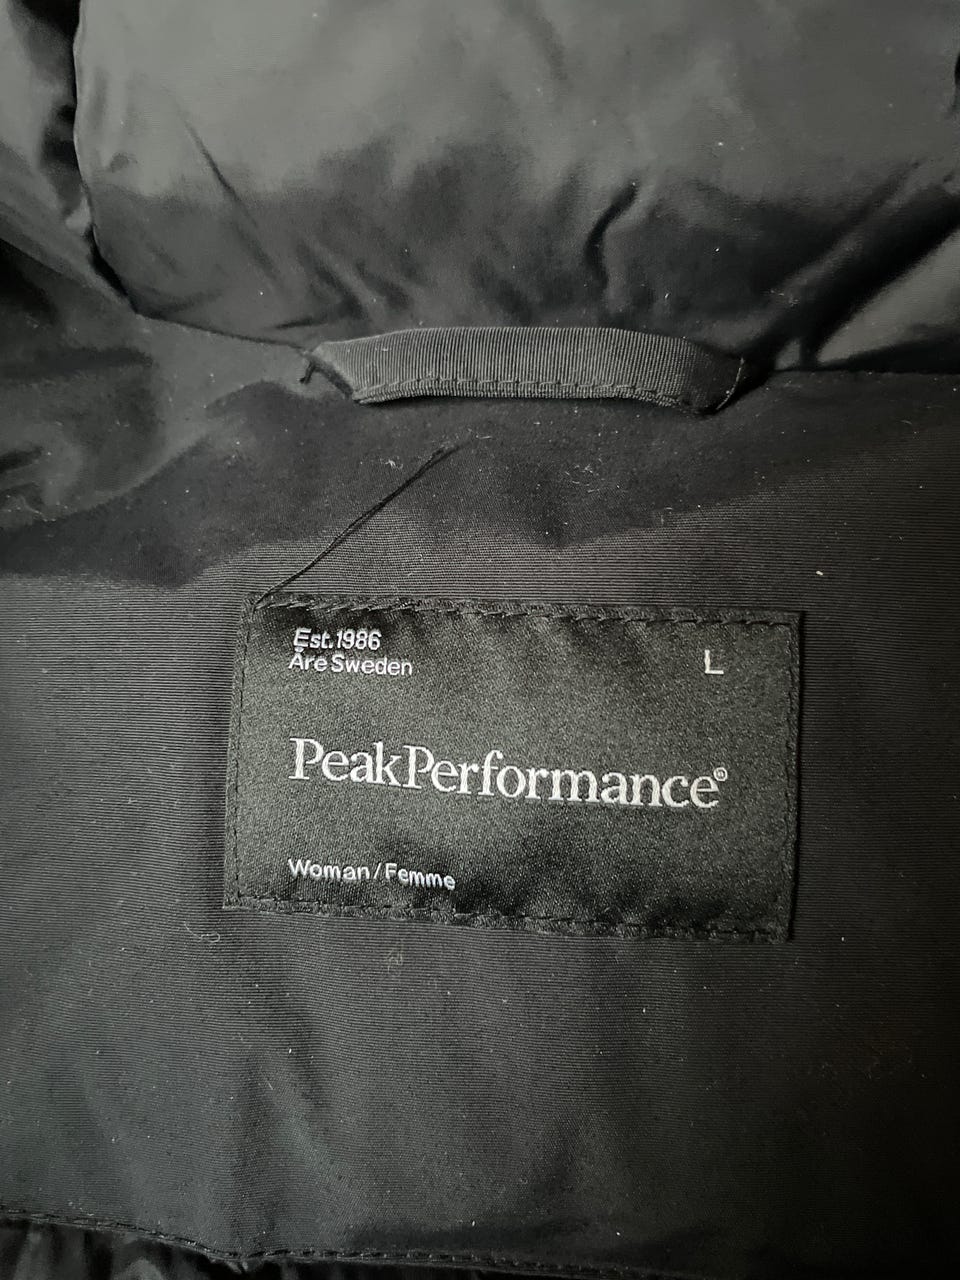 Est.1986
Åre Sweden
L
PeakPerformance®
Woman/Femme